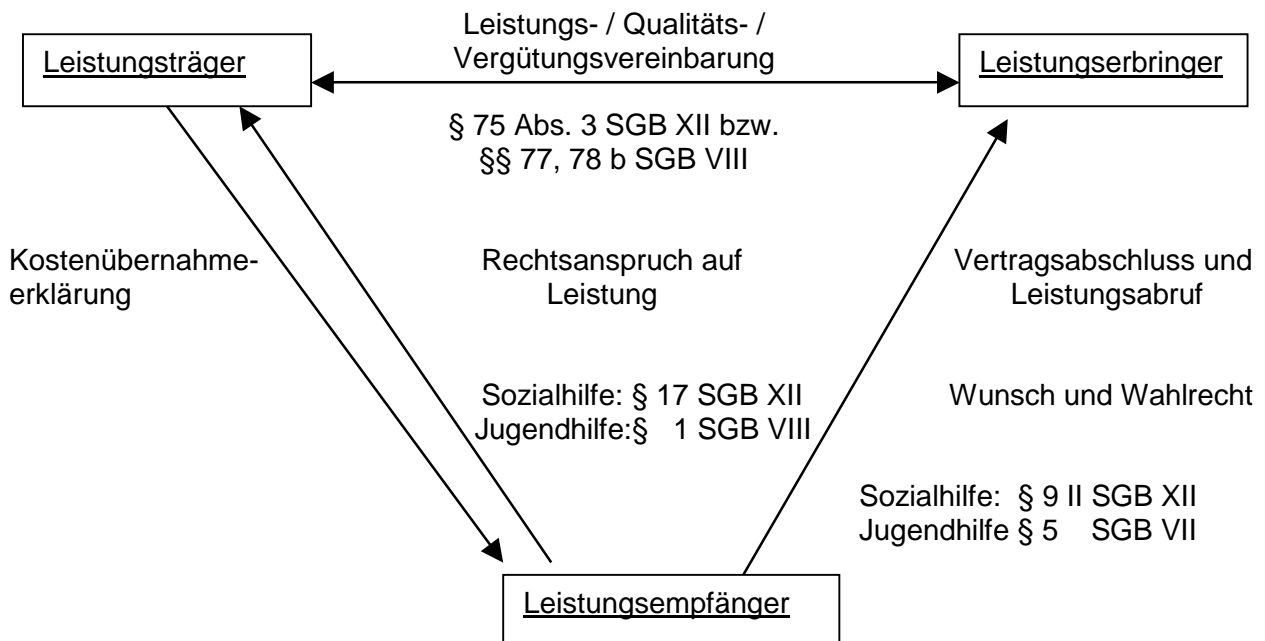 Leistungs- / Qualitäts- /
Vergütungsvereinbarung
Leistungsträger
Leistungserbringer
§ 75 Abs. 3 SGB XII bzw.
§§ 77, 78 b SGB VIII
Kostenübernahme-
erklärung
Rechtsanspruch auf
Leistung
Vertragsabschluss und
Leistungsabruf
Sozialhilfe: § 17 SGB XII
Jugendhilfe:§ 1 SGB VIII
Wunsch und Wahlrecht
Sozialhilfe: § 9 II SGB XII
Jugendhilfe § 5 SGB VII
Leistungsempfänger